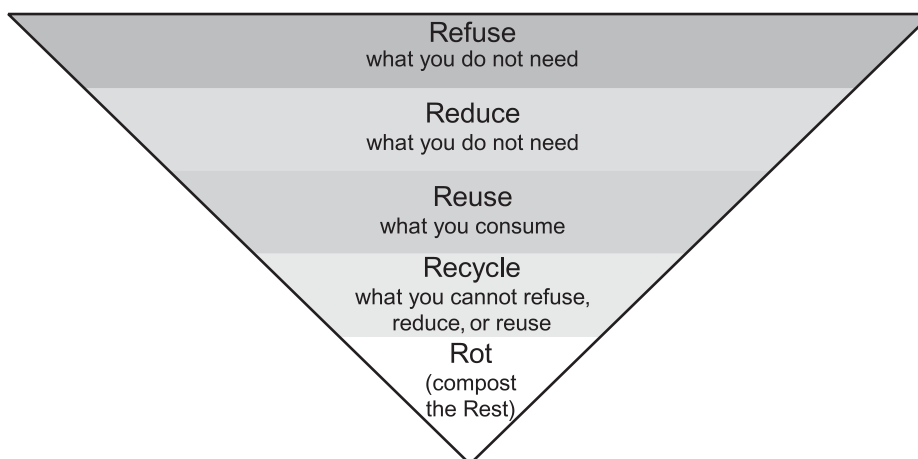 Refuse
what you do not need
Reduce
what you do not need
Reuse
what you consume
Recycle
what you cannot refuse,
reduce, or reuse
Rot
(compost
the Rest)